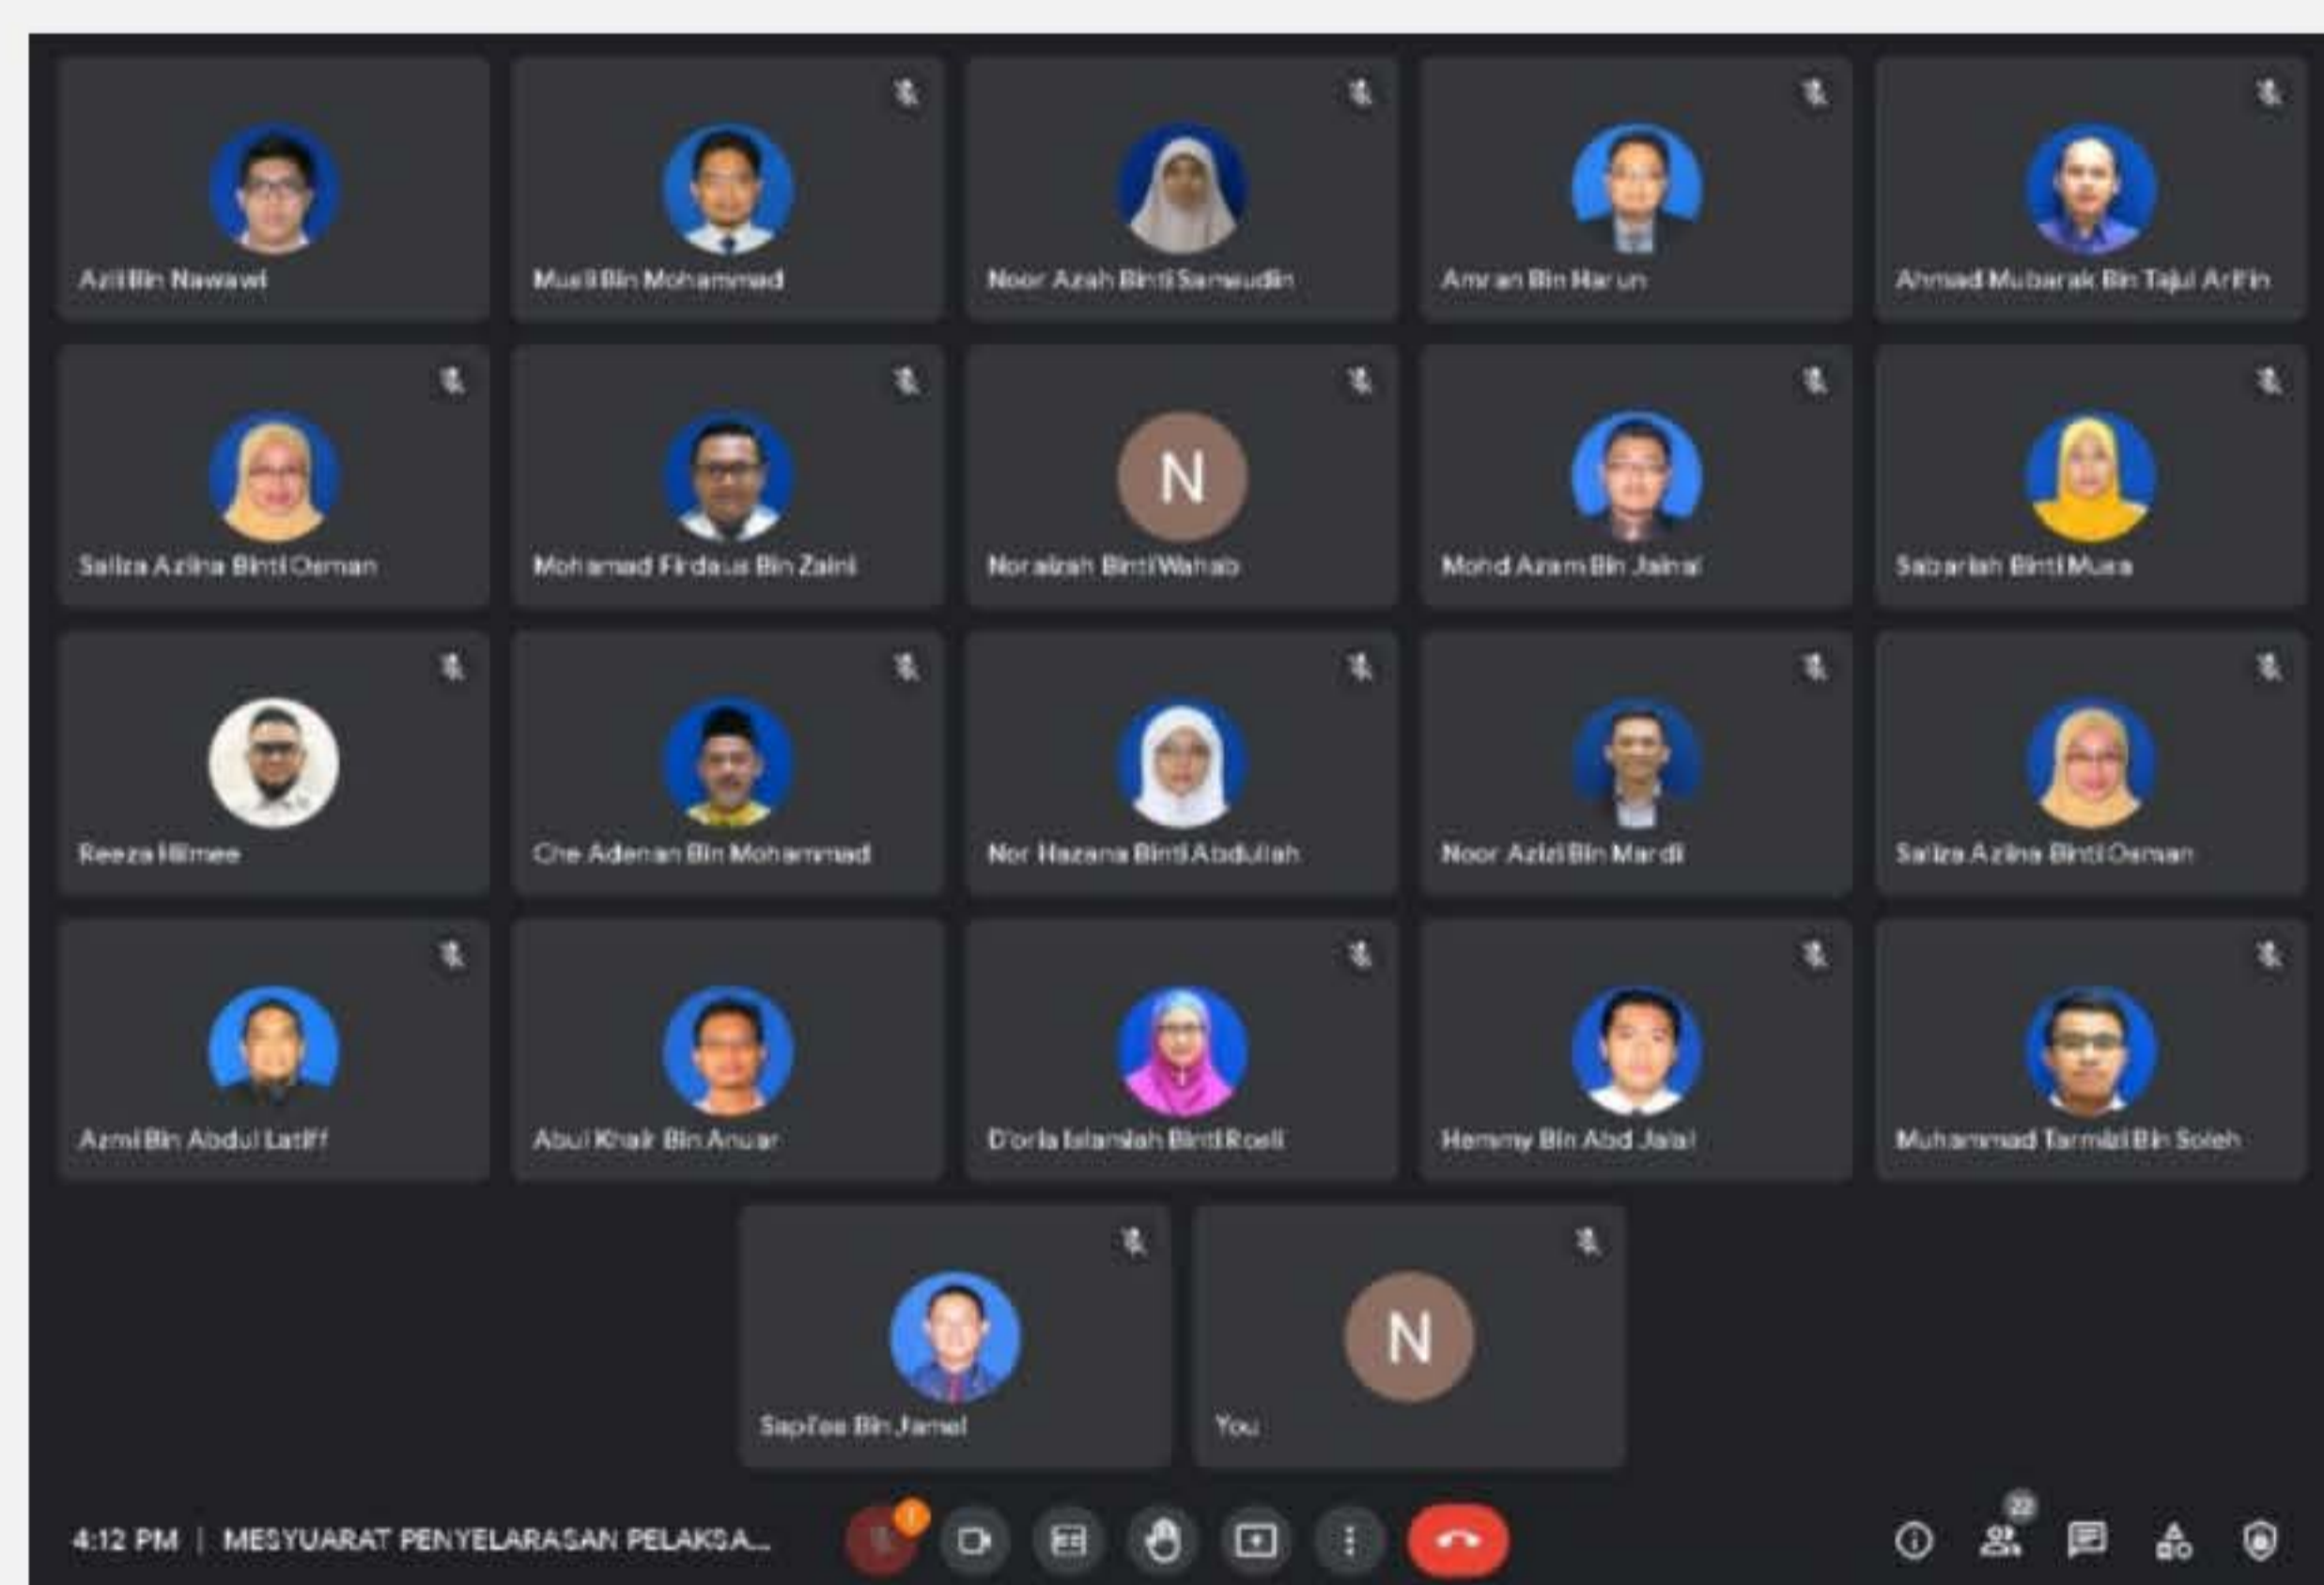 Azli Bin Nawawi
Musli Bin Mohammad
Noor Azah Binti Samsudin
Amran Bin Harun
Ahmad Mubarak Bin Tajul Arifin
Saliza Azlina Binti Osman
Mohamad Firdaus Bin Zaini
N
Noraizah Binti Wahab
Mohd Azam Bin Jainal
Sabariah Binti Musa
Reeza Hilmee
Che Adenan Bin Mohammad
Nor Hazana Binti Abdullah
Noor Azizi Bin Mardi
Saliza Azlina Binti Osman
Azmi Bin Abdul Latiff
Abul Khair Bin Anuar
D'oria Islamiah Binti Rosli
Hemmy Bin Abd Jalal
Muhammad Tarmizi Bin Soleh
Sapi'ee Bin Jamel
N
You
22
4:12 PM | MESYUARAT PENYELARASAN PELAKSA...